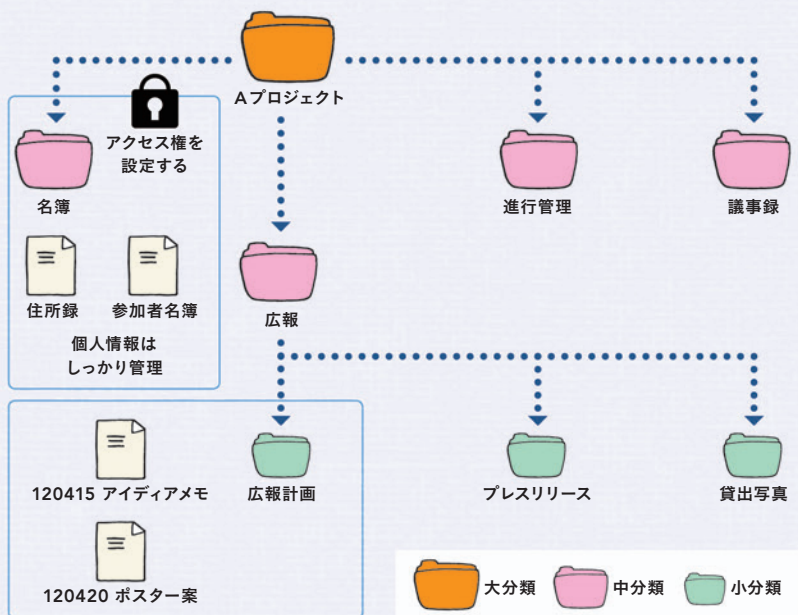 Aプロジェクト
アクセス権を
設定する
名簿
進行管理
議事録
住所録
参加者名簿
広報
個人情報は
しっかり管理
120415 アイディアメモ
広報計画
プレスリリース
貸出写真
120420 ポスター案
大分類
中分類
小分類